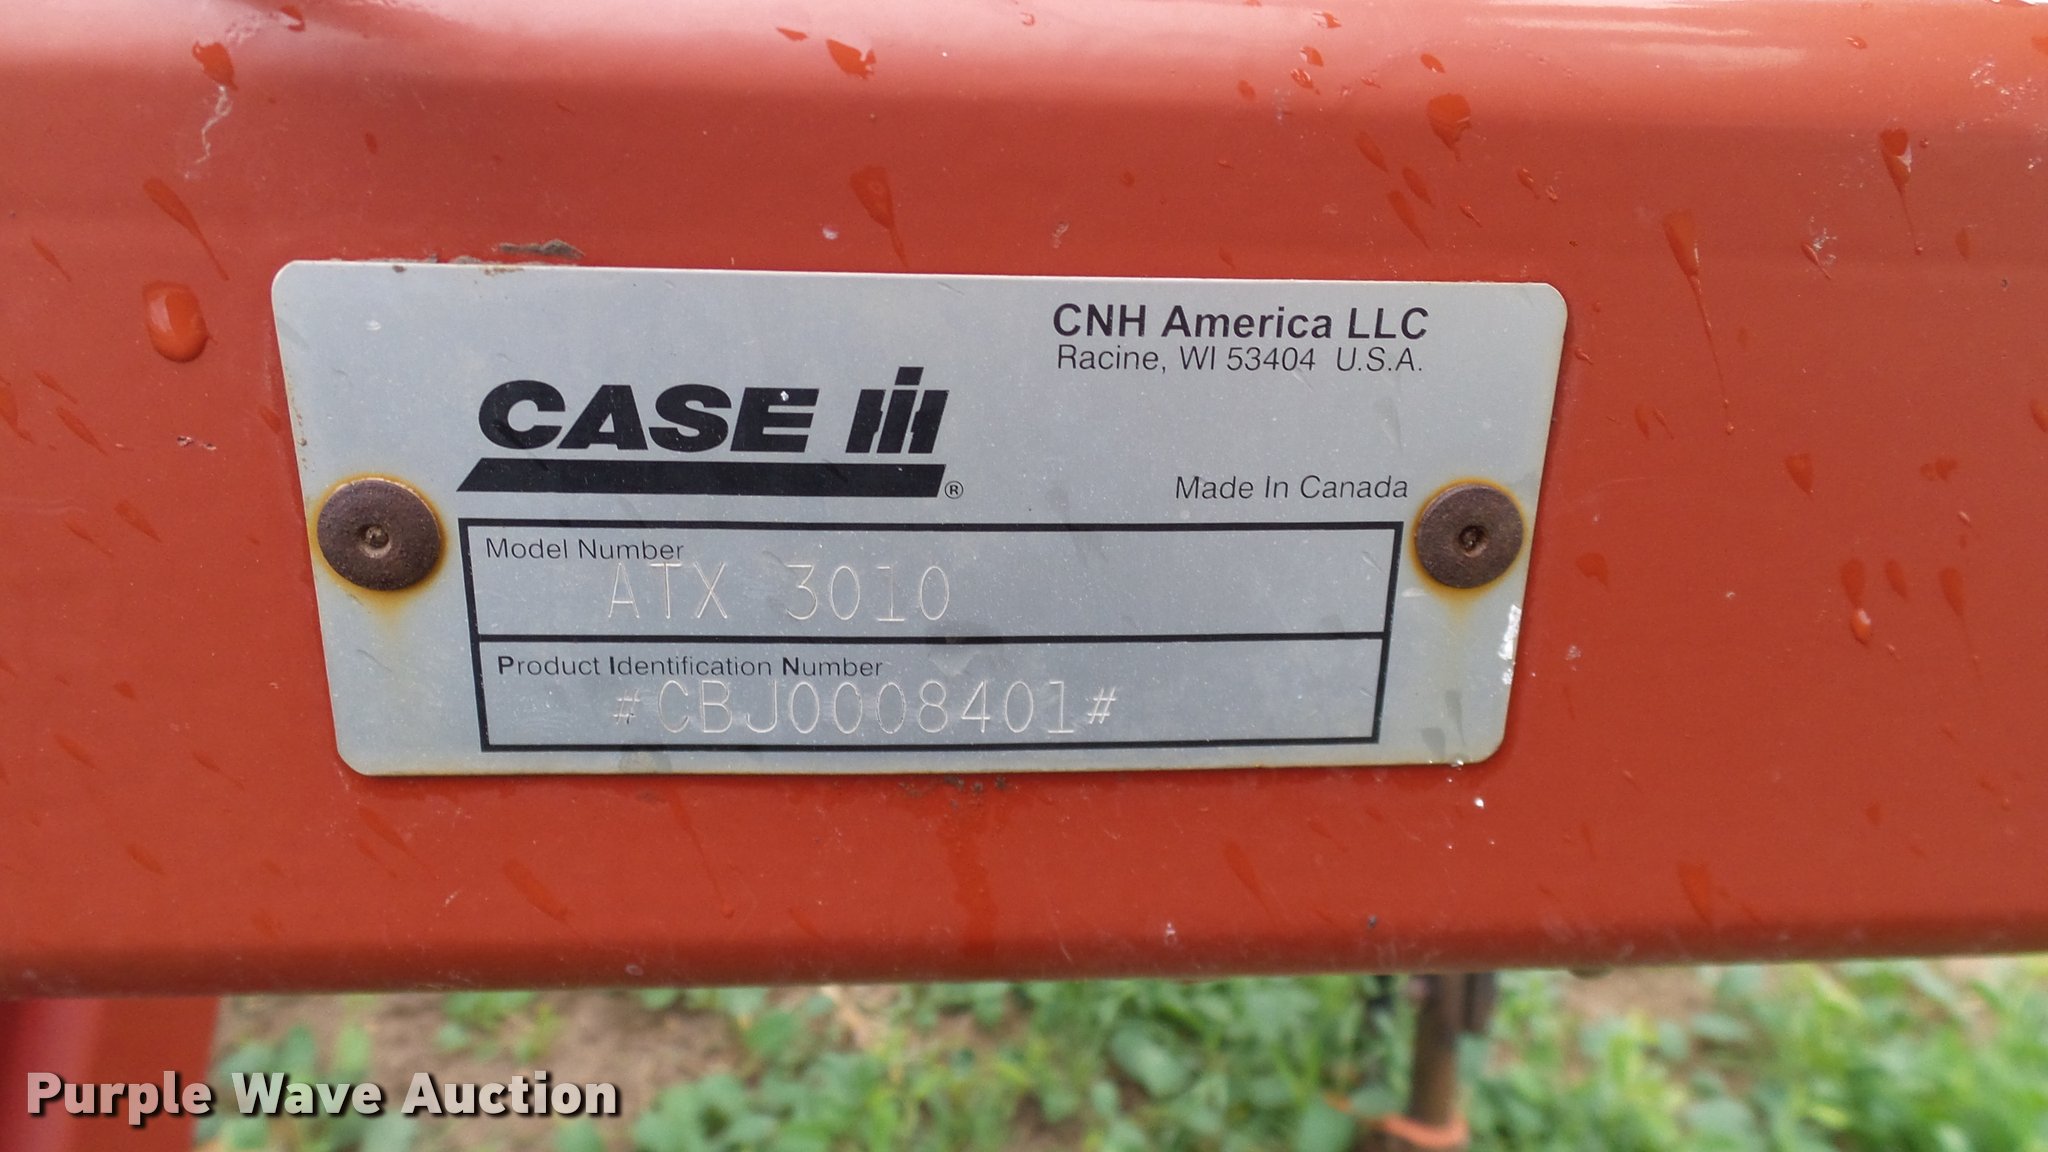 CNH America LLC
Racine, WI 53404 U.S.A.
CASE IH®
Made In Canada
Model Number
ATX 3010
Product Identification Number
#CBJ0008401#
Purple Wave Auction